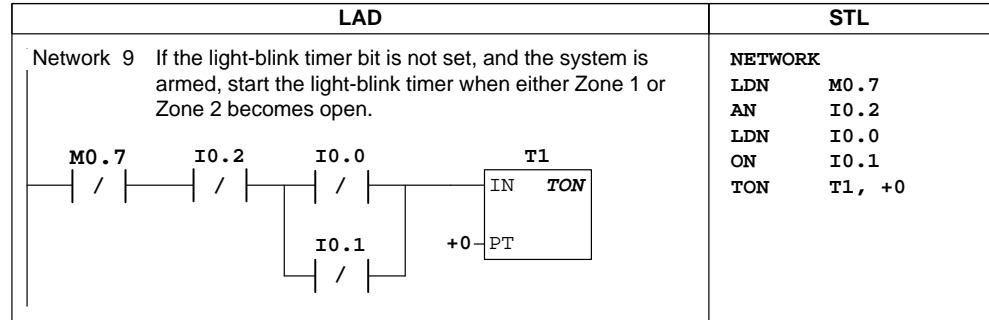 LAD
STL
Network 9 If the light-blink timer bit is not set, and the system is
armed, start the light-blink timer when either Zone 1 or
Zone 2 becomes open.
M0.7 I0.2 I0.0 T1
/ / / IN TON
I0.1 +0 PT
/
NETWORK
LDN M0.7
AN I0.2
LDN I0.0
ON I0.1
TON T1, +0